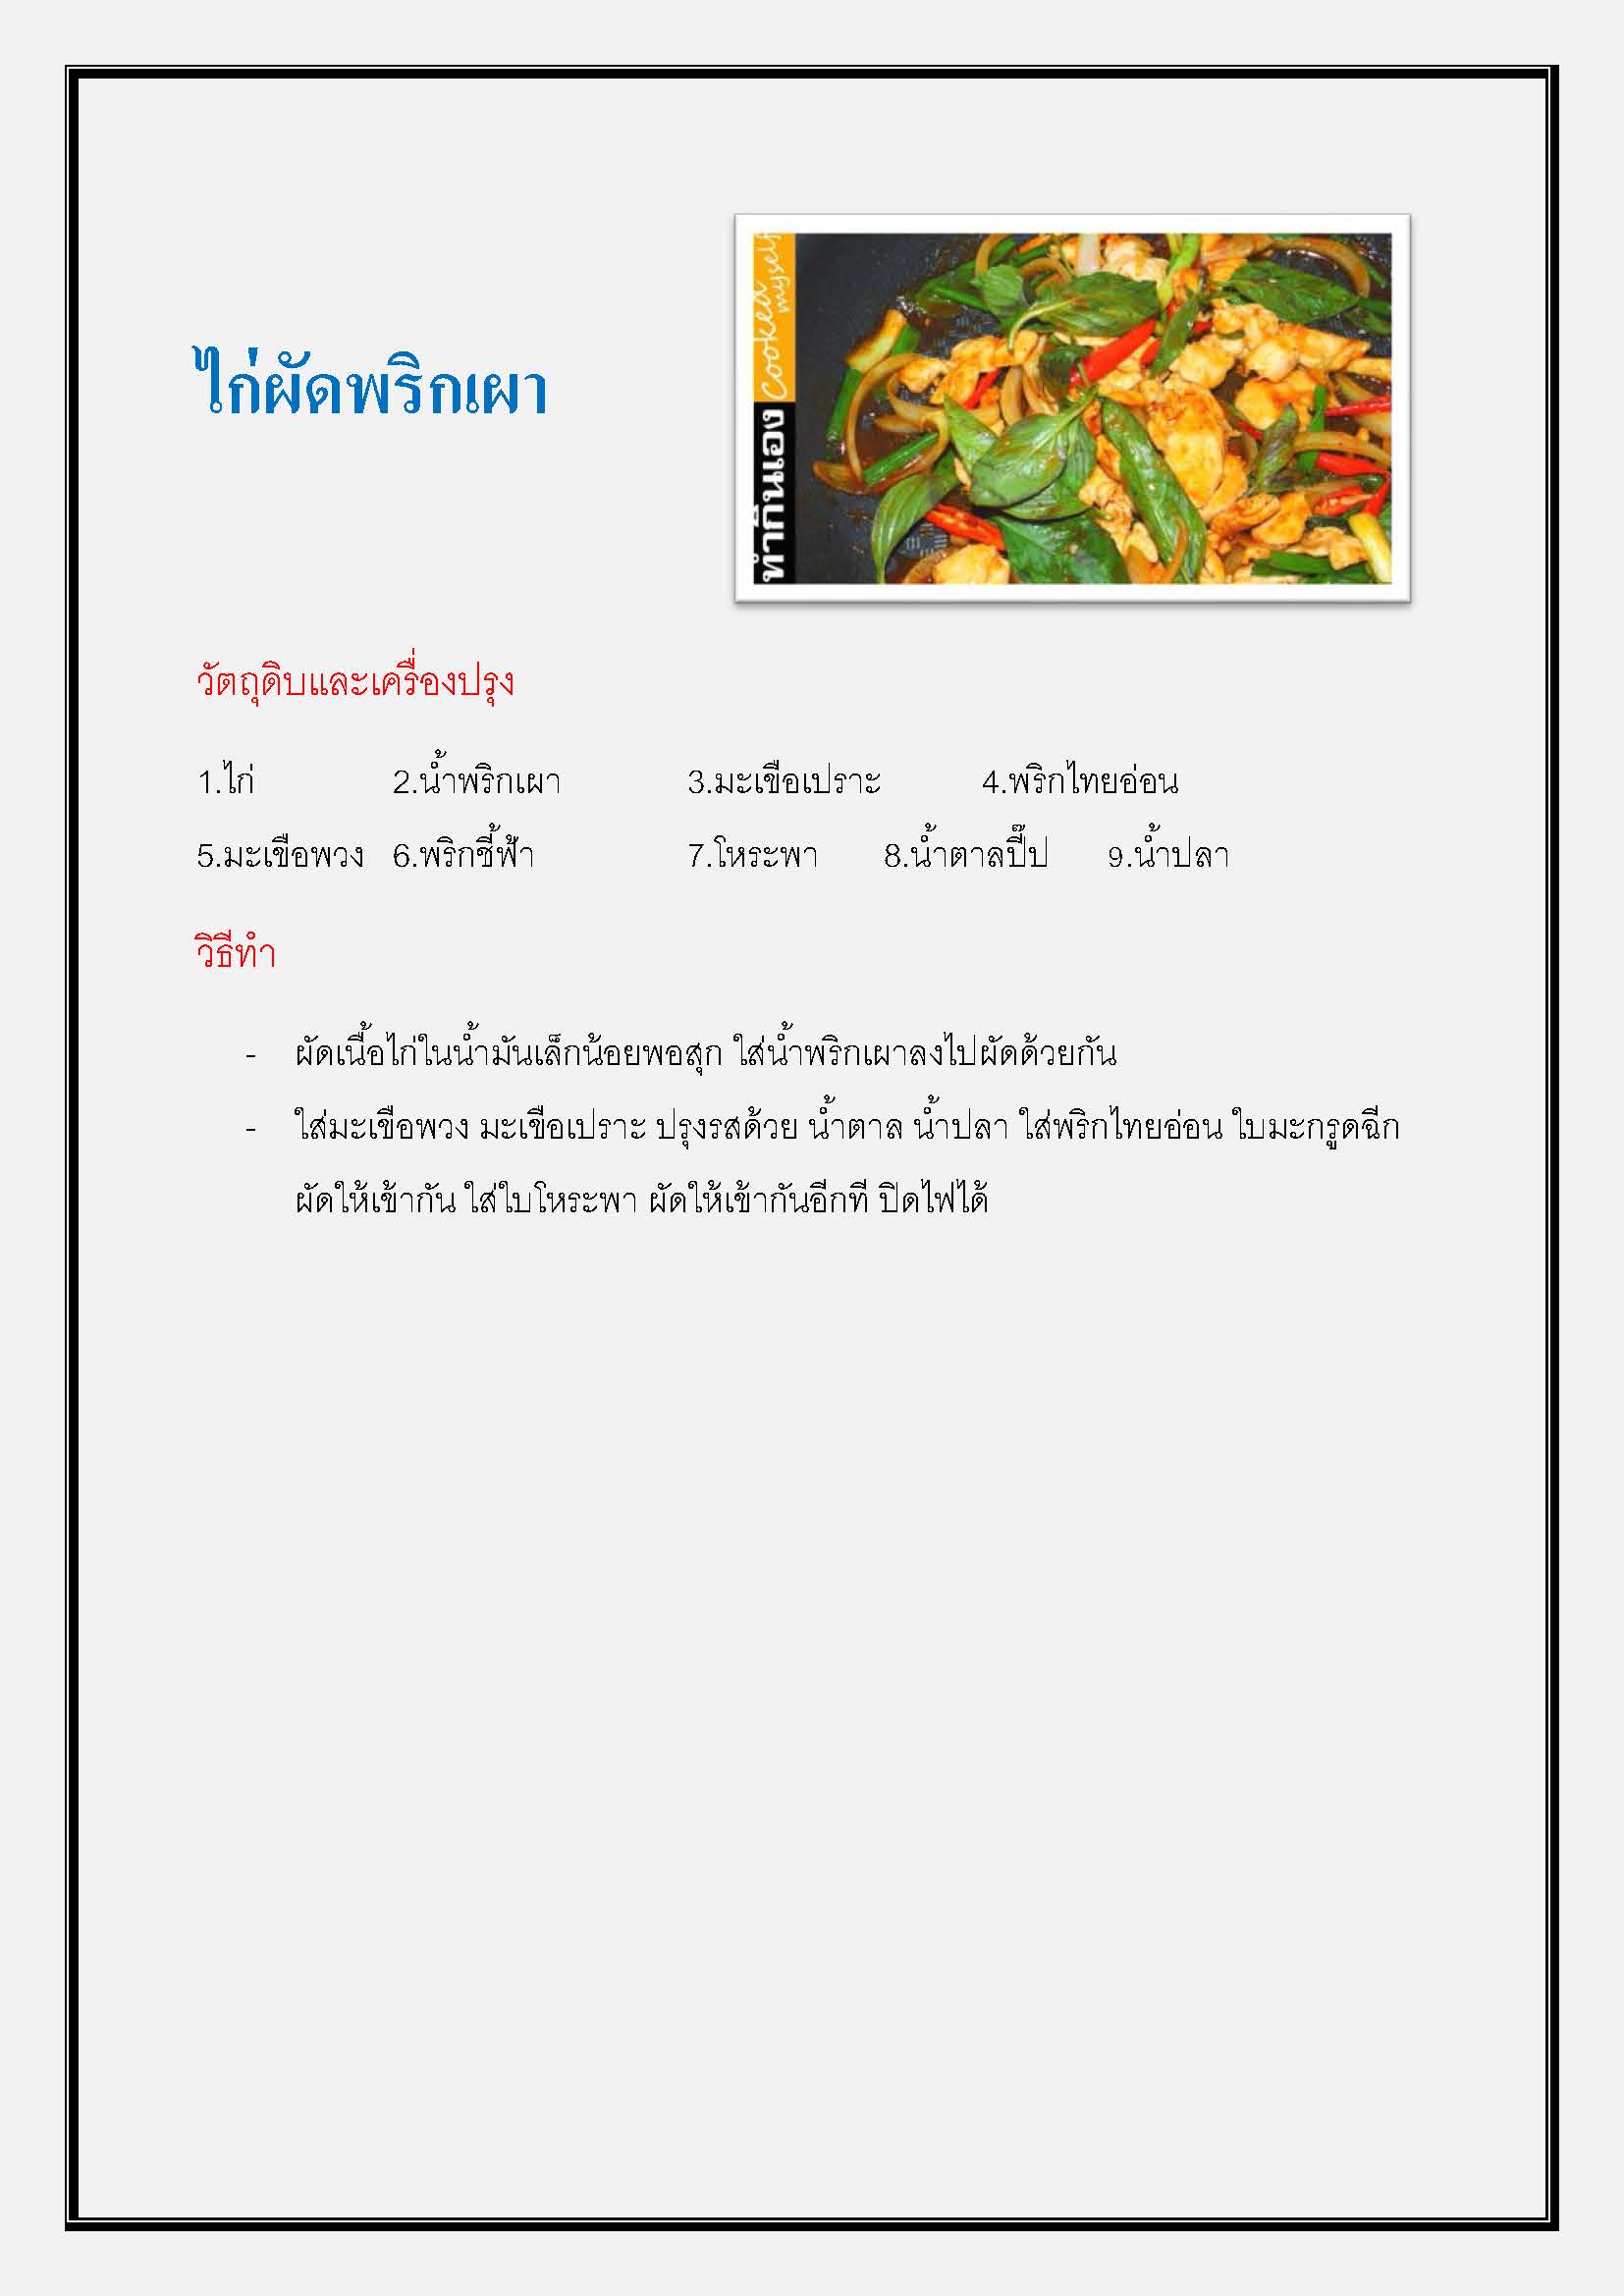 ไก่ผัดพริกเผา
Cooked
myself
ทำกินเอง
วัตถุดิบและเครื่องปรุง
1.ไก่ 2.น้ำพริกเผา 3.มะเขือเปราะ 4.พริกไทยอ่อน
5.มะเขือพวง 6.พริกชี้ฟ้า 7.โหระพา 8.น้ำตาลปี๊ป 9.น้ำปลา
วิธีทำ
- ผัดเนื้อไก่ในน้ำมันเล็กน้อยพอสุก ใส่น้ำพริกเผาลงไปผัดด้วยกัน
- ใส่มะเขือพวง มะเขือเปราะ ปรุงรสด้วย น้ำตาล น้ำปลา ใส่พริกไทยอ่อน ใบมะกรูดฉีก
ผัดให้เข้ากัน ใส่ใบโหระพา ผัดให้เข้ากันอีกที ปิดไฟได้